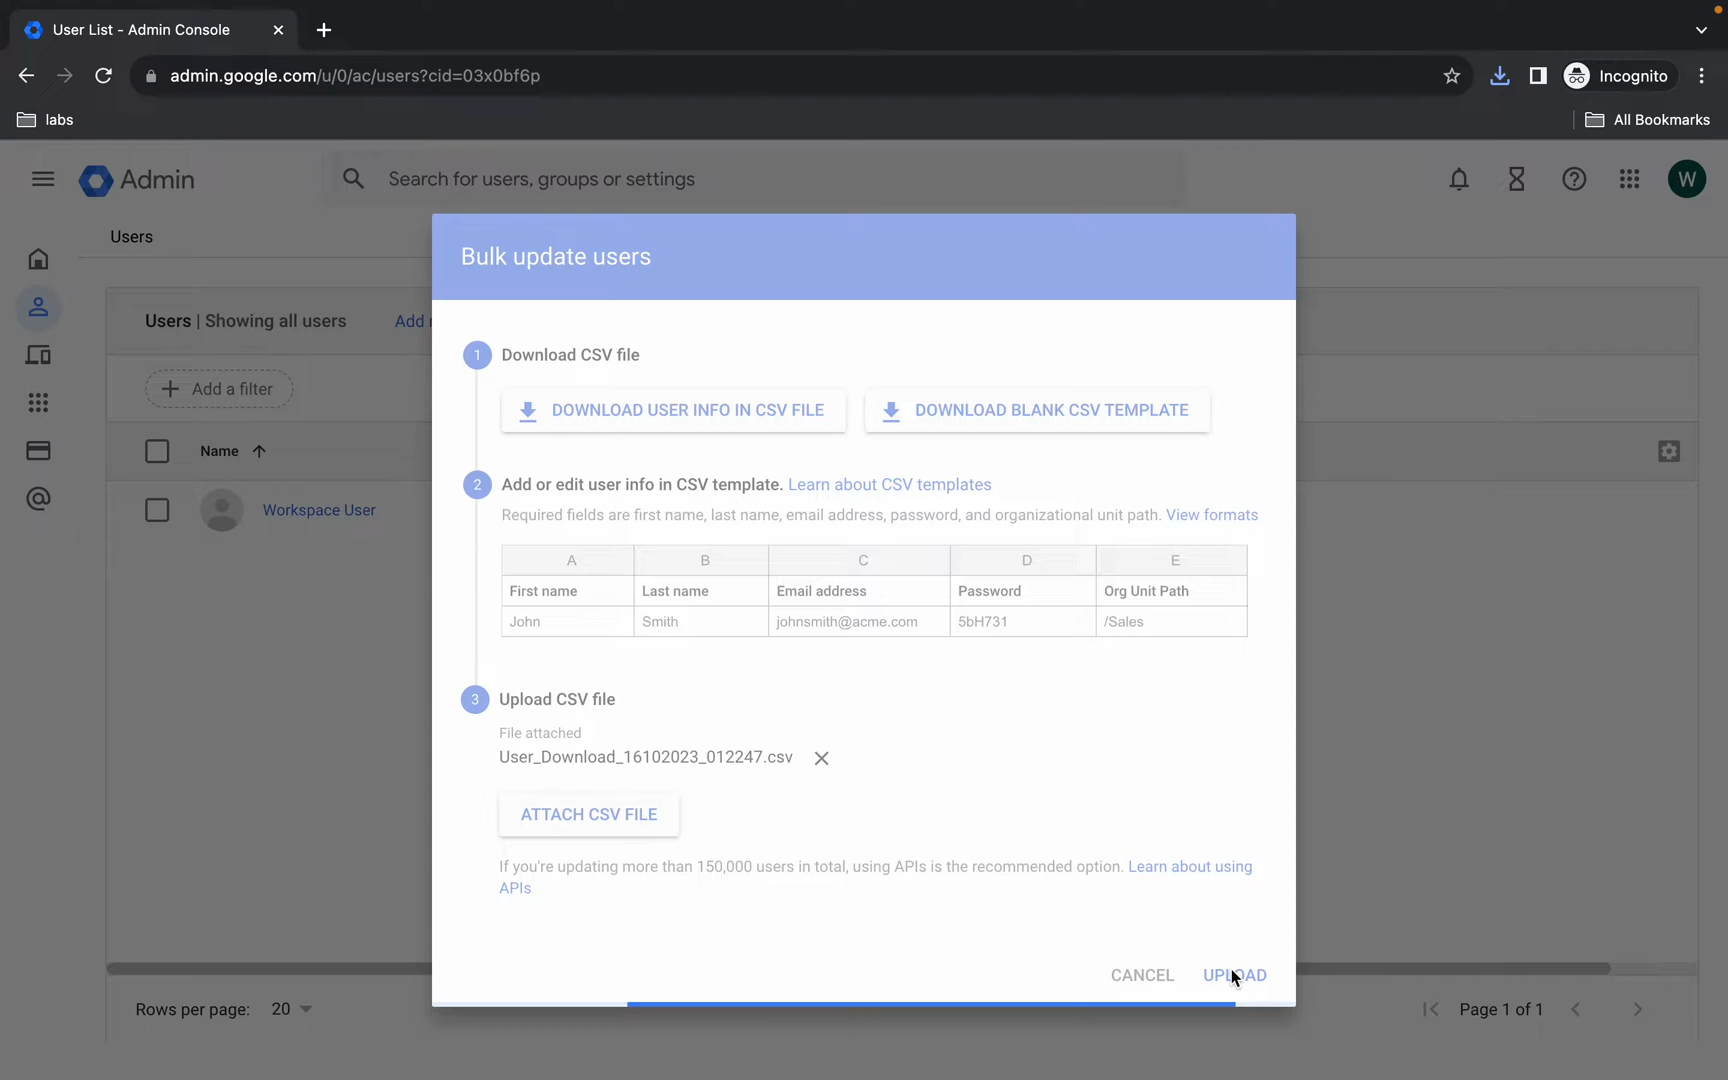 User List - Admin Console
admin.google.com/u/0/ac/users?cid=03x0bf6p
Incognito
labs
All Bookmarks
Admin
Search for users, groups or settings
W
Users
Bulk update users
Users | Showing all users
Add
1 Download CSV file
DOWNLOAD USER INFO IN CSV FILE
DOWNLOAD BLANK CSV TEMPLATE
Add a filter
Name
2 Add or edit user info in CSV template. Learn about CSV templates
Required fields are first name, last name, email address, password, and organizational unit path. View formats
Workspace User
A B C D E
First name Last name Email address Password Org Unit Path
John Smith johnsmith@acme.com 5bH731 /Sales
3 Upload CSV file
File attached
User_Download_16102023_012247.csv
ATTACH CSV FILE
If you're updating more than 150,000 users in total, using APIs is the recommended option. Learn about using
APIs
CANCEL UPLOAD
Rows per page: 20
Page 1 of 1